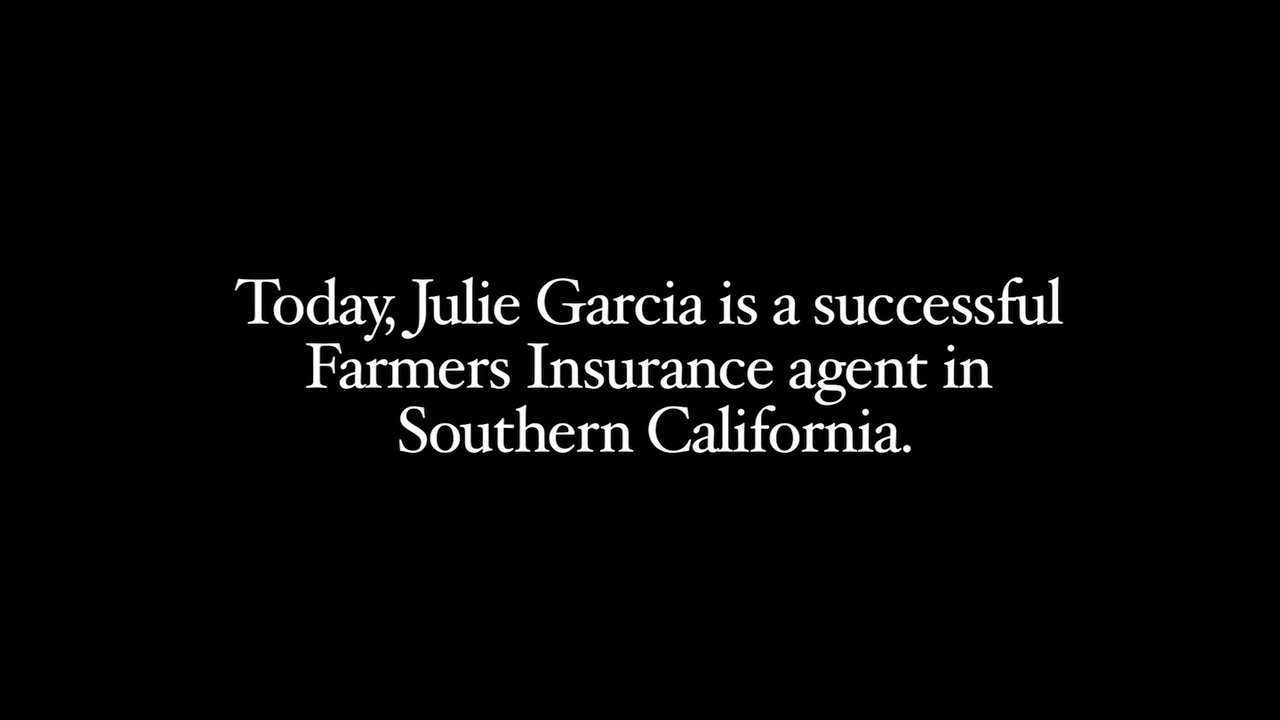 Today, Julie Garcia is a successful
Farmers Insurance agent in
Southern California.